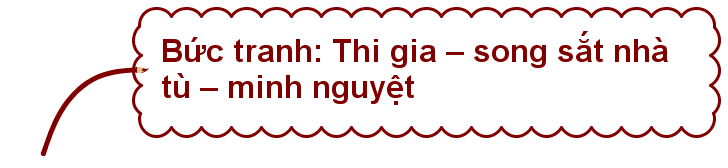 Bức tranh: Thi gia – song sắt nhà
tù – minh nguyệt